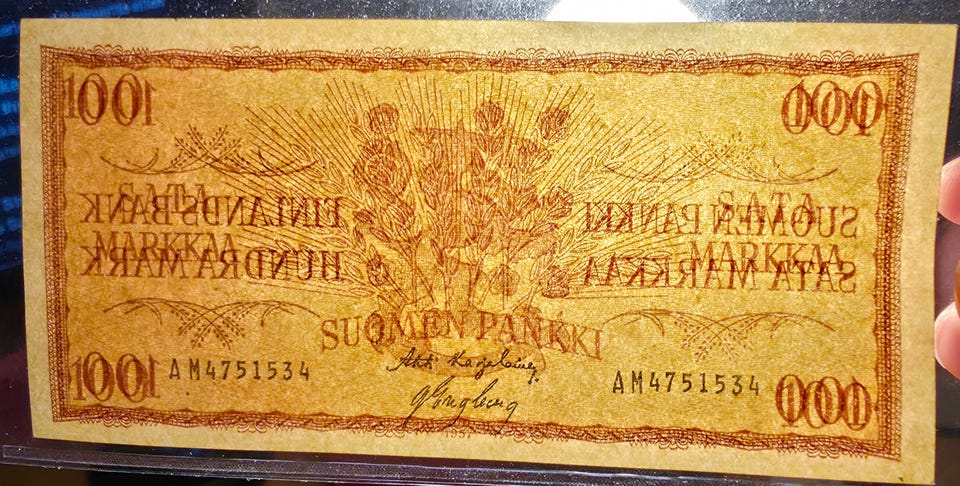 100 100
SATA SATA
FINLANDS BANK SUOMEN PANKKI
MARKKAA MARKKAA
HUNDRA MARK SATA MARKKAA
SUOMEN PANKKI
100 AM4751534 AM4751534 100
1957